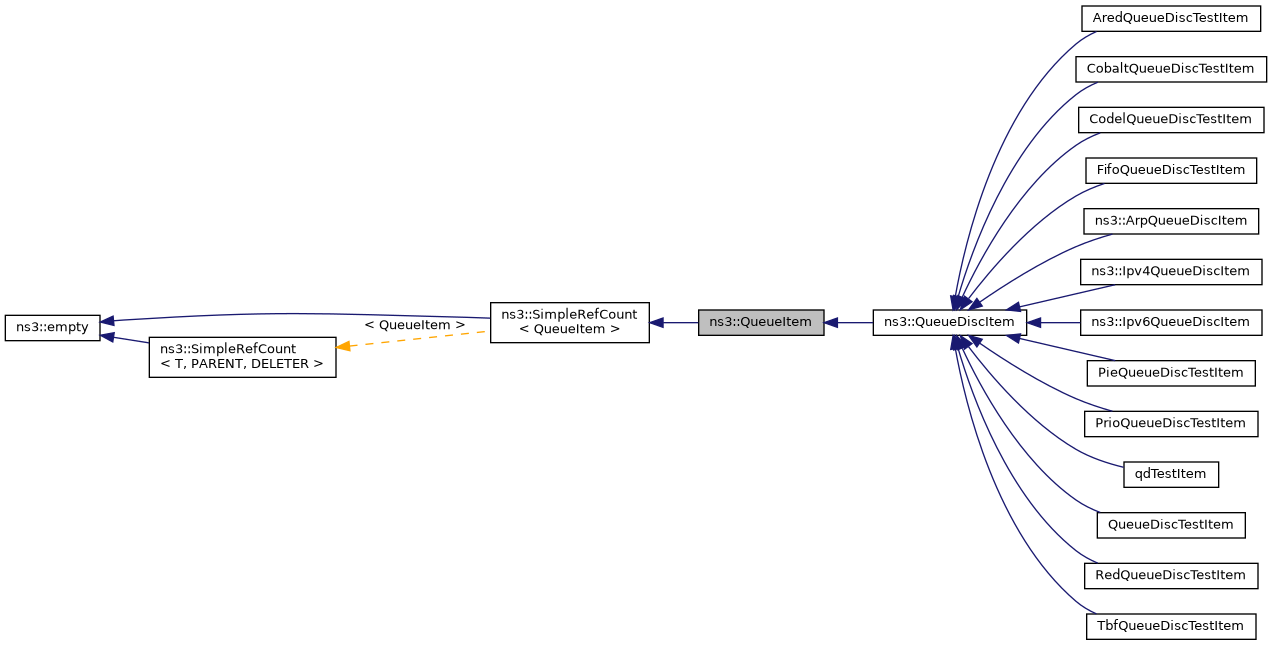 AredQueueDiscTestItem
CobaltQueueDiscTestItem
CodelQueueDiscTestItem
FifoQueueDiscTestItem
ns3::ArpQueueDiscItem
ns3::Ipv4QueueDiscItem
ns3::empty
ns3::SimpleRefCount
< T, PARENT, DELETER >
< QueueItem >
ns3::SimpleRefCount
< QueueItem >
ns3::QueueItem
ns3::QueueDiscItem
ns3::Ipv6QueueDiscItem
PieQueueDiscTestItem
PrioQueueDiscTestItem
qdTestItem
QueueDiscTestItem
RedQueueDiscTestItem
TbfQueueDiscTestItem